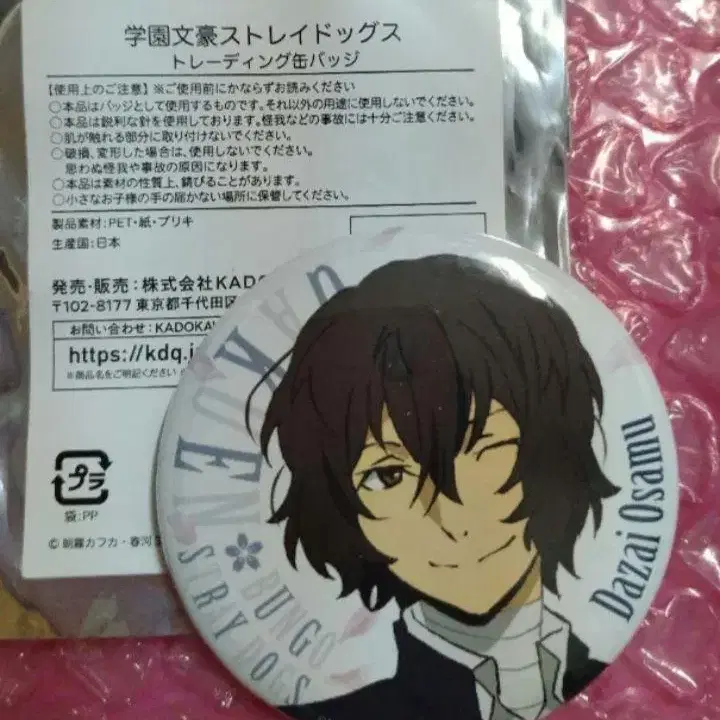 学園文豪ストレイドッグス
トレーディング缶バッジ
【使用上のご注意】※ご使用前にかならずお読みください
○本品はバッジとして使用するものです。それ以外の用途に使用しないでください。
○本品は鋭利な針を使用しております。怪我などの事故には十分ご注意ください。
○肌が触れる部分に取り付けないでください。
○破損、変形した場合は、使用しないでください。
思わぬ怪我や事故の原因になります。
○本品は素材の性質上、錆びることがあります。
○小さなお子様の手の届かない場所に保管してください。
製品素材:PET・紙・ブリキ
生産国:日本
発売・販売:株式会社KADO
〒102-8177 東京都千代田区
お問い合わせ:KADOKA
https://kdq.j
※商品名をご明記ください
プラ
袋:PP
© 朝霧カフカ・春河
GAKUEN
BUNGO
STRAY DOGS
Dazai Osamu